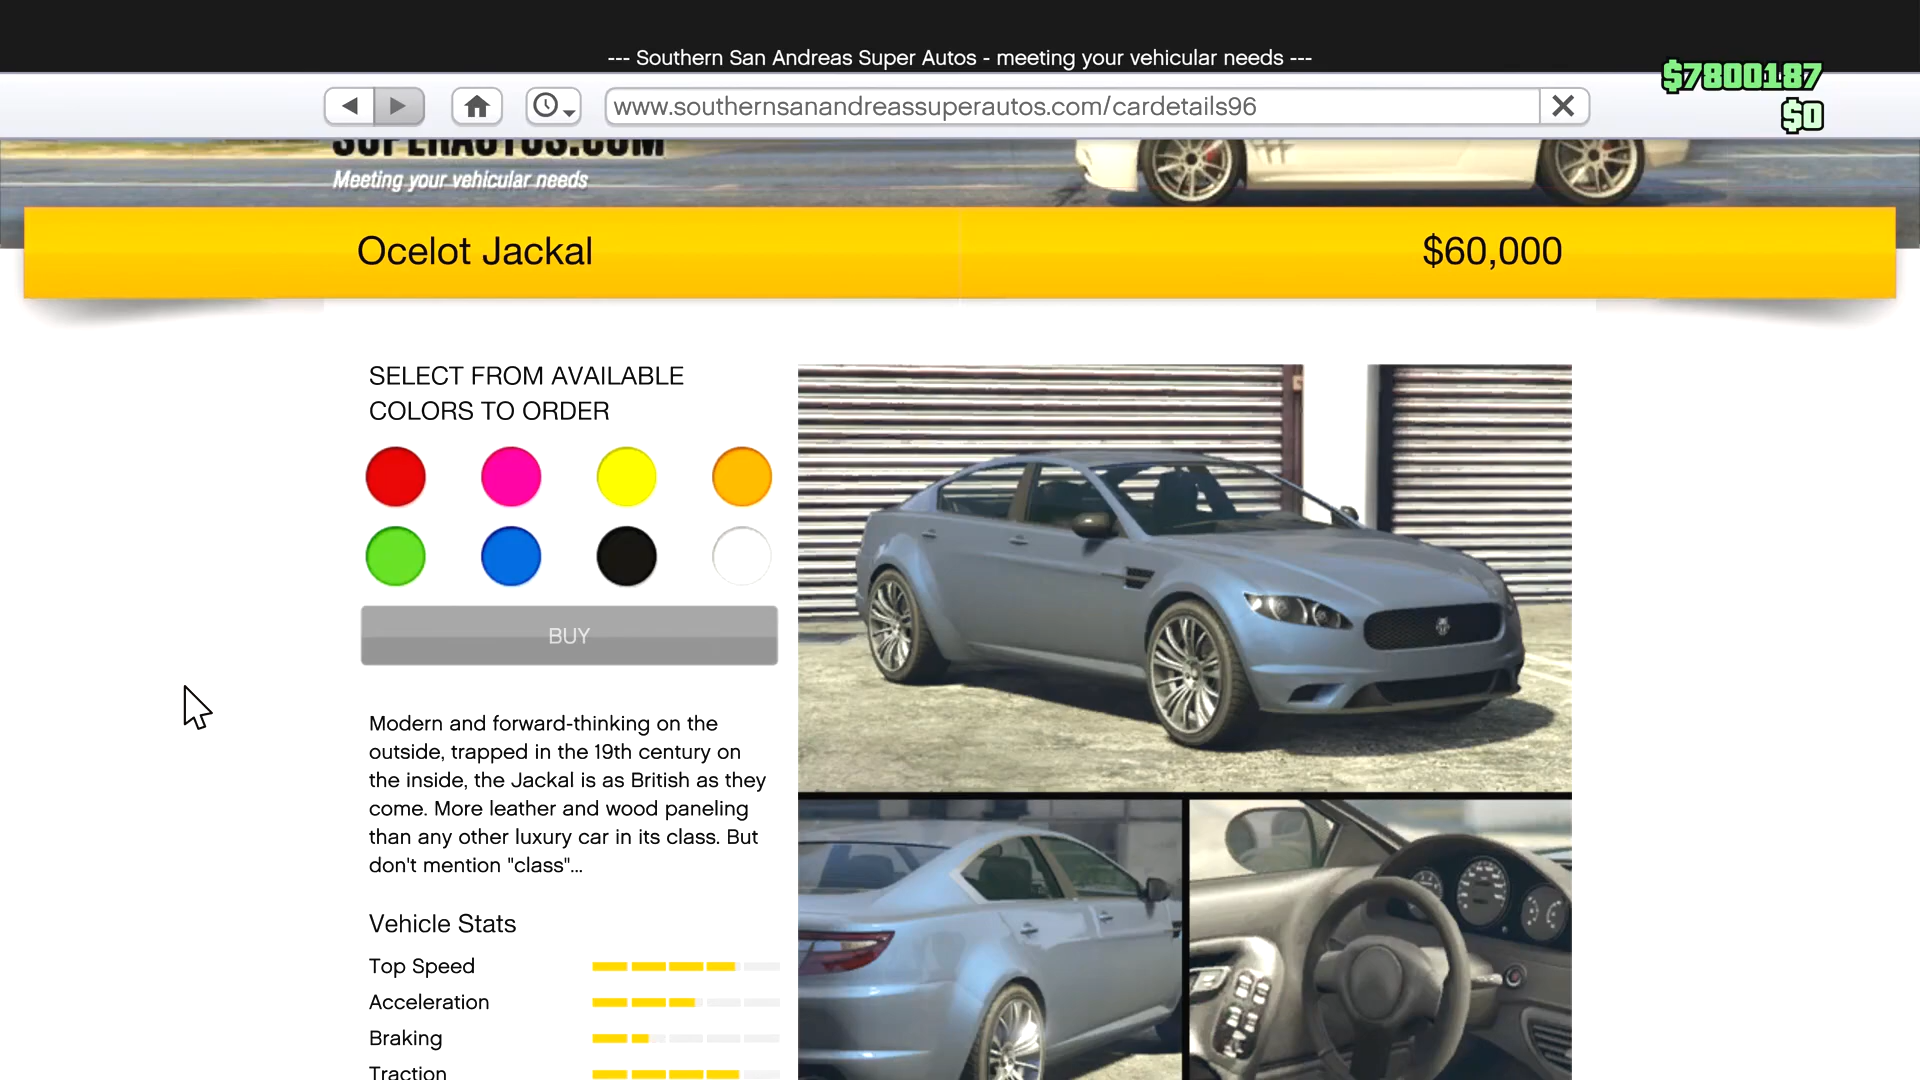 --- Southern San Andreas Super Autos - meeting your vehicular needs ---
$7800187
$0
www.southernsanandreassuperautos.com/cardetails96
SUPERAUTOS.COM
Meeting your vehicular needs
Ocelot Jackal
$60,000
SELECT FROM AVAILABLE
COLORS TO ORDER
BUY
Modern and forward-thinking on the
outside, trapped in the 19th century on
the inside, the Jackal is as British as they
come. More leather and wood paneling
than any other luxury car in its class. But
don't mention "class"...
Vehicle Stats
Top Speed
Acceleration
Braking
Traction